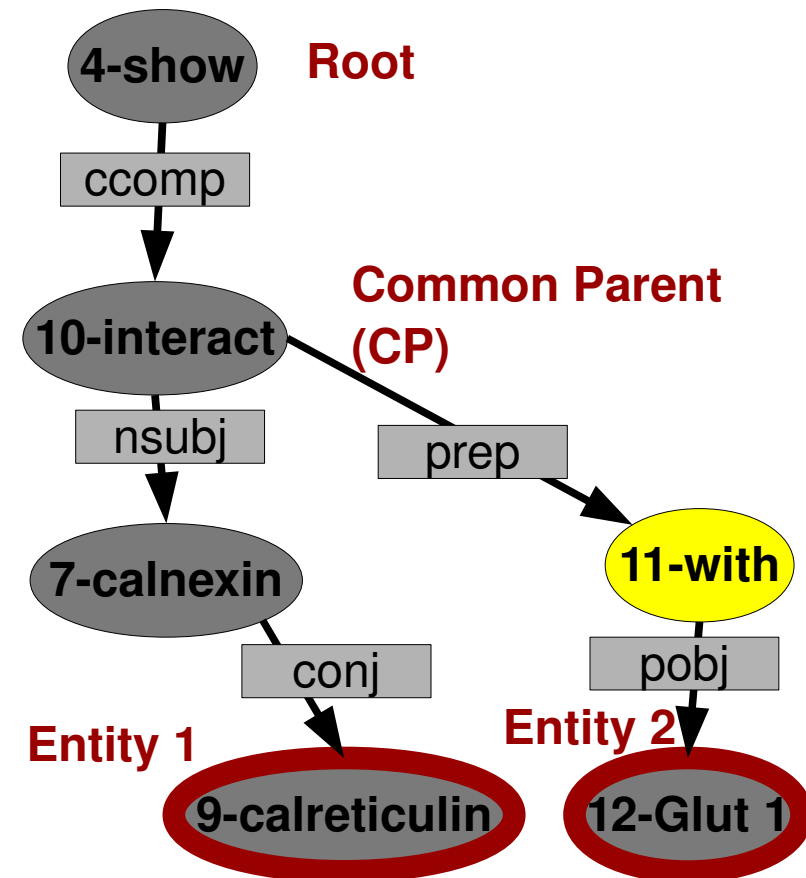 4-show
Root
ccomp
Common Parent
(CP)
10-interact
nsubj
prep
7-calnexin
11-with
conj
pobj
Entity 1
Entity 2
9-calreticulin
12-Glut 1